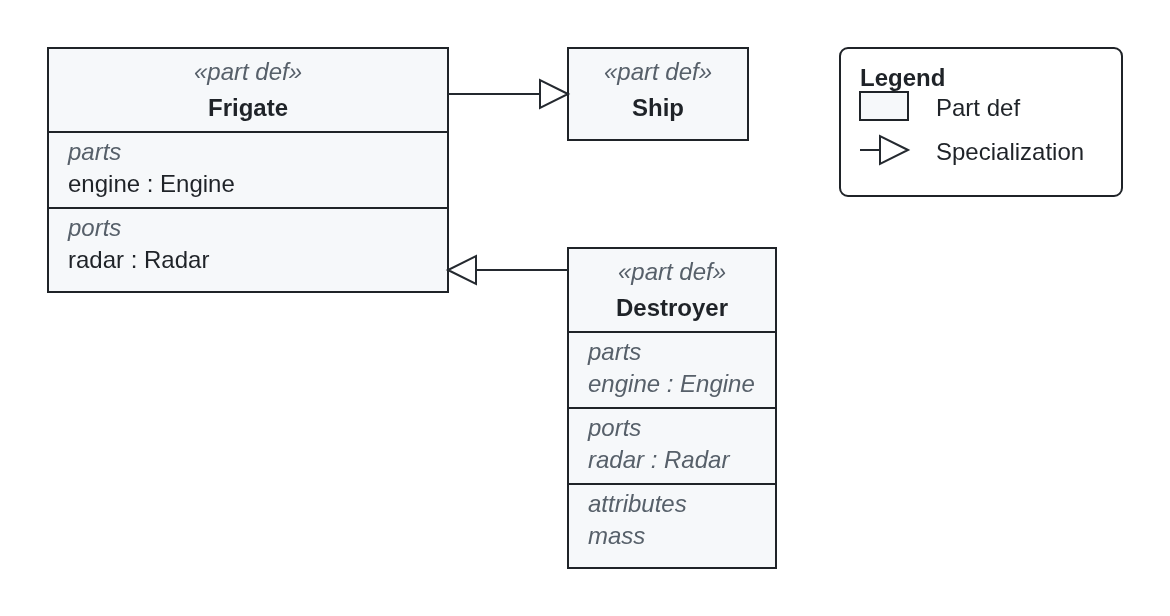 «part def»
Frigate
parts
engine : Engine
ports
radar : Radar
«part def»
Ship
«part def»
Destroyer
parts
engine : Engine
ports
radar : Radar
attributes
mass
Legend
Part def
Specialization